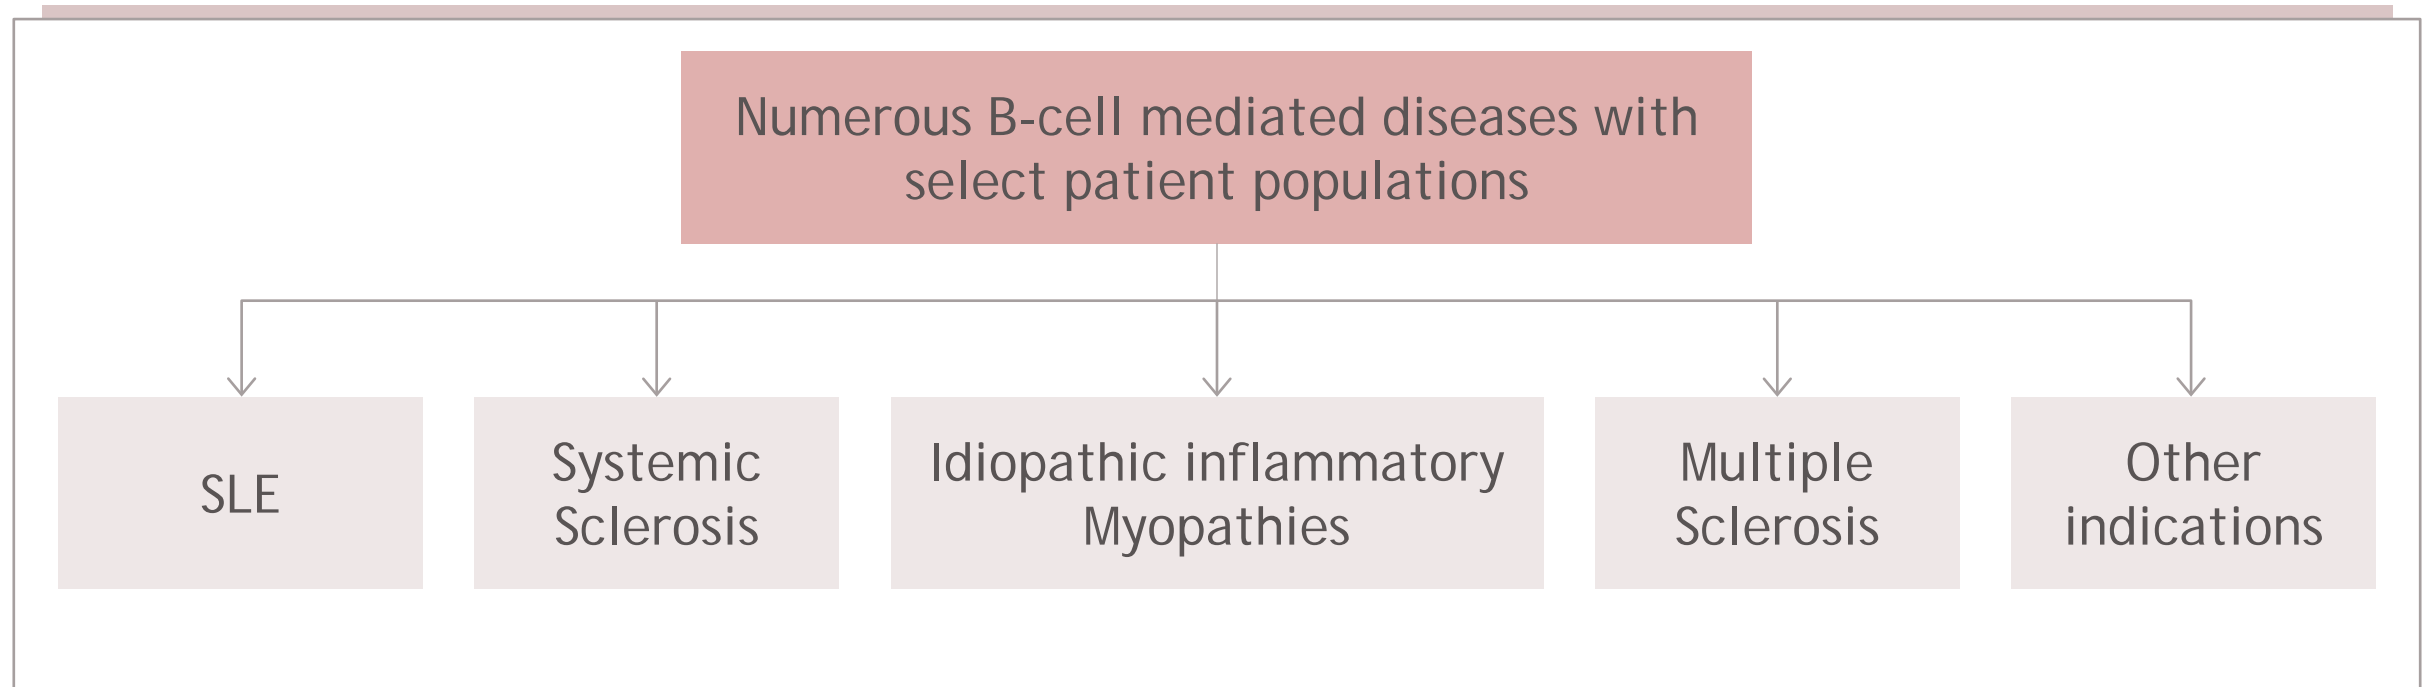 Numerous B-cell mediated diseases with
select patient populations
SLE
Systemic
Sclerosis
Idiopathic inflammatory
Myopathies
Multiple
Sclerosis
Other
indications